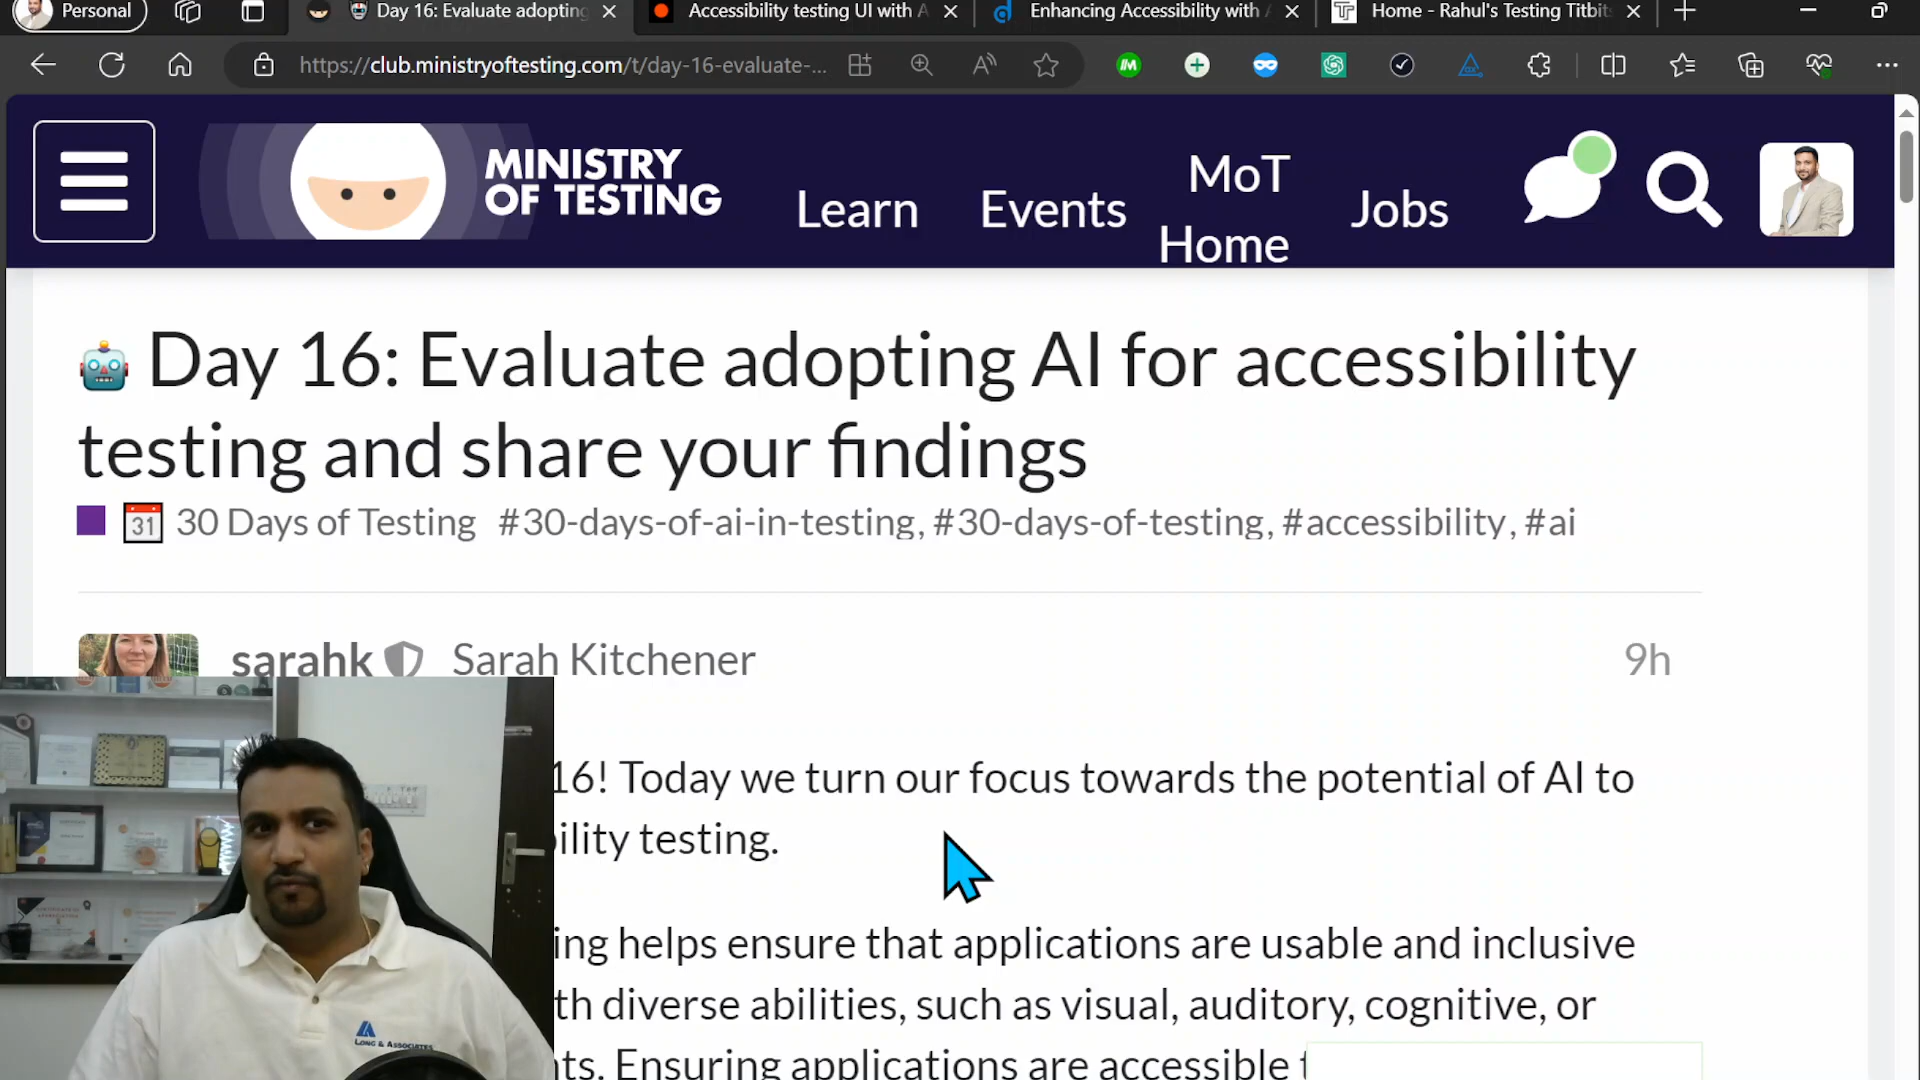 Personal
Day 16: Evaluate adopting
Accessibility testing UI with A
Enhancing Accessibility with
Home - Rahul's Testing Titbit
https://club.ministryoftesting.com/t/day-16-evaluate-...
MINISTRY
OF TESTING
Learn
Events
MoT
Home
Jobs
Day 16: Evaluate adopting AI for accessibility
testing and share your findings
31
30 Days of Testing #30-days-of-ai-in-testing, #30-days-of-testing, #accessibility, #ai
sarahk Sarah Kitchener 9h
16! Today we turn our focus towards the potential of AI to
bility testing.
ing helps ensure that applications are usable and inclusive
th diverse abilities, such as visual, auditory, cognitive, or
nts. Ensuring applications are accessible t
LONG & ASSOCIATES